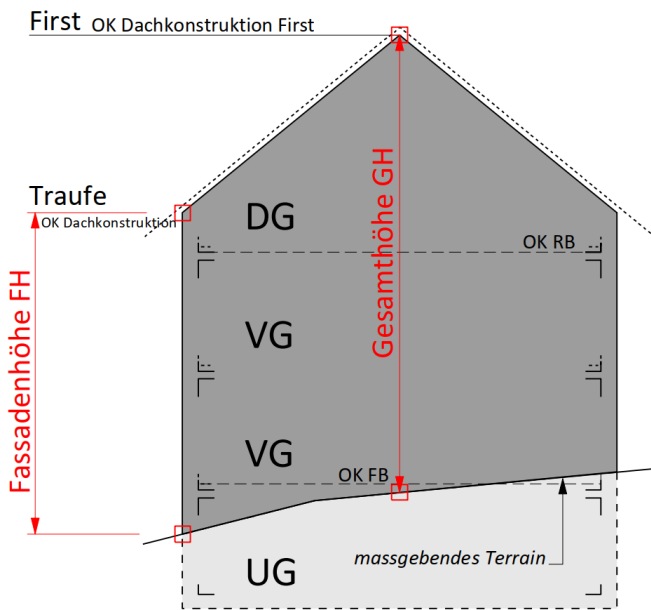 First OK Dachkonstruktion First
Traufe
OK Dachkonstruktion
DG
OK RB
Gesamthöhe GH
Fassadenhöhe FH
VG
VG
OK FB
massgebendes Terrain
UG